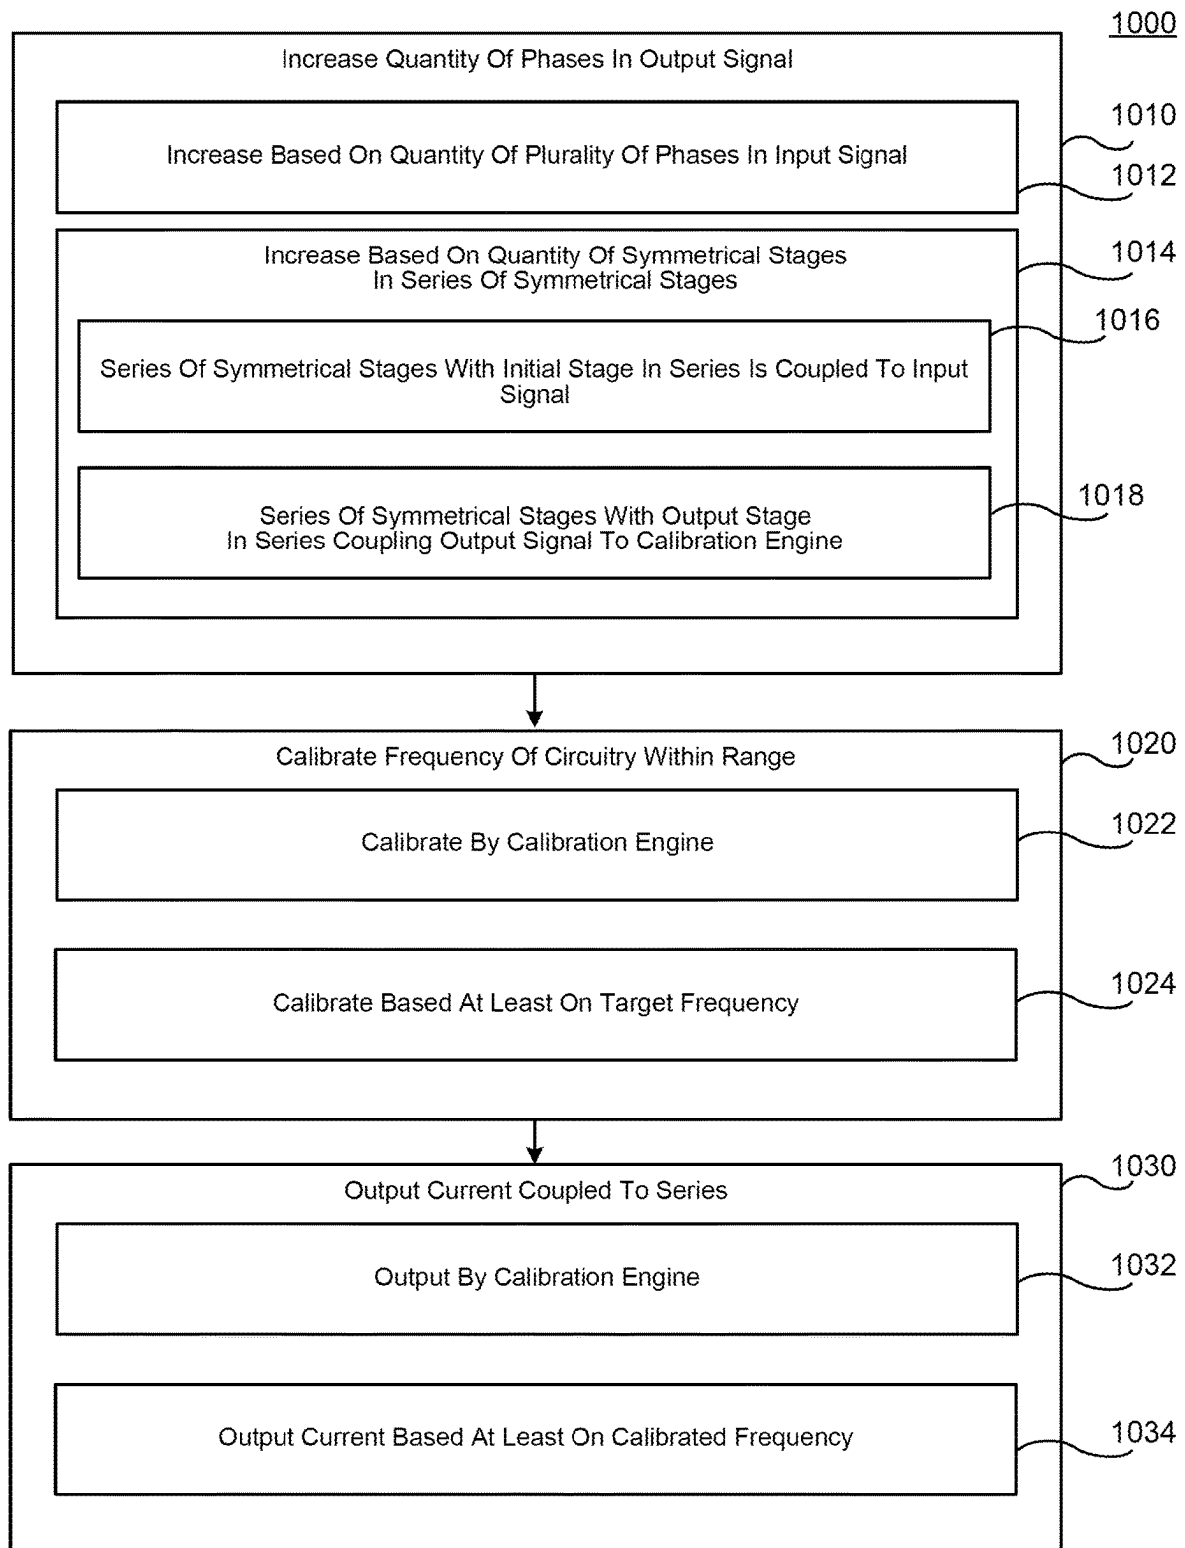 1000
Increase Quantity Of Phases In Output Signal
1010
Increase Based On Quantity Of Plurality Of Phases In Input Signal
1012
Increase Based On Quantity Of Symmetrical Stages
In Series Of Symmetrical Stages
1014
1016
Series Of Symmetrical Stages With Initial Stage In Series Is Coupled To Input
Signal
1018
Series Of Symmetrical Stages With Output Stage
In Series Coupling Output Signal To Calibration Engine
Calibrate Frequency Of Circuitry Within Range
1020
Calibrate By Calibration Engine
1022
Calibrate Based At Least On Target Frequency
1024
Output Current Coupled To Series
1030
Output By Calibration Engine
1032
Output Current Based At Least On Calibrated Frequency
1034